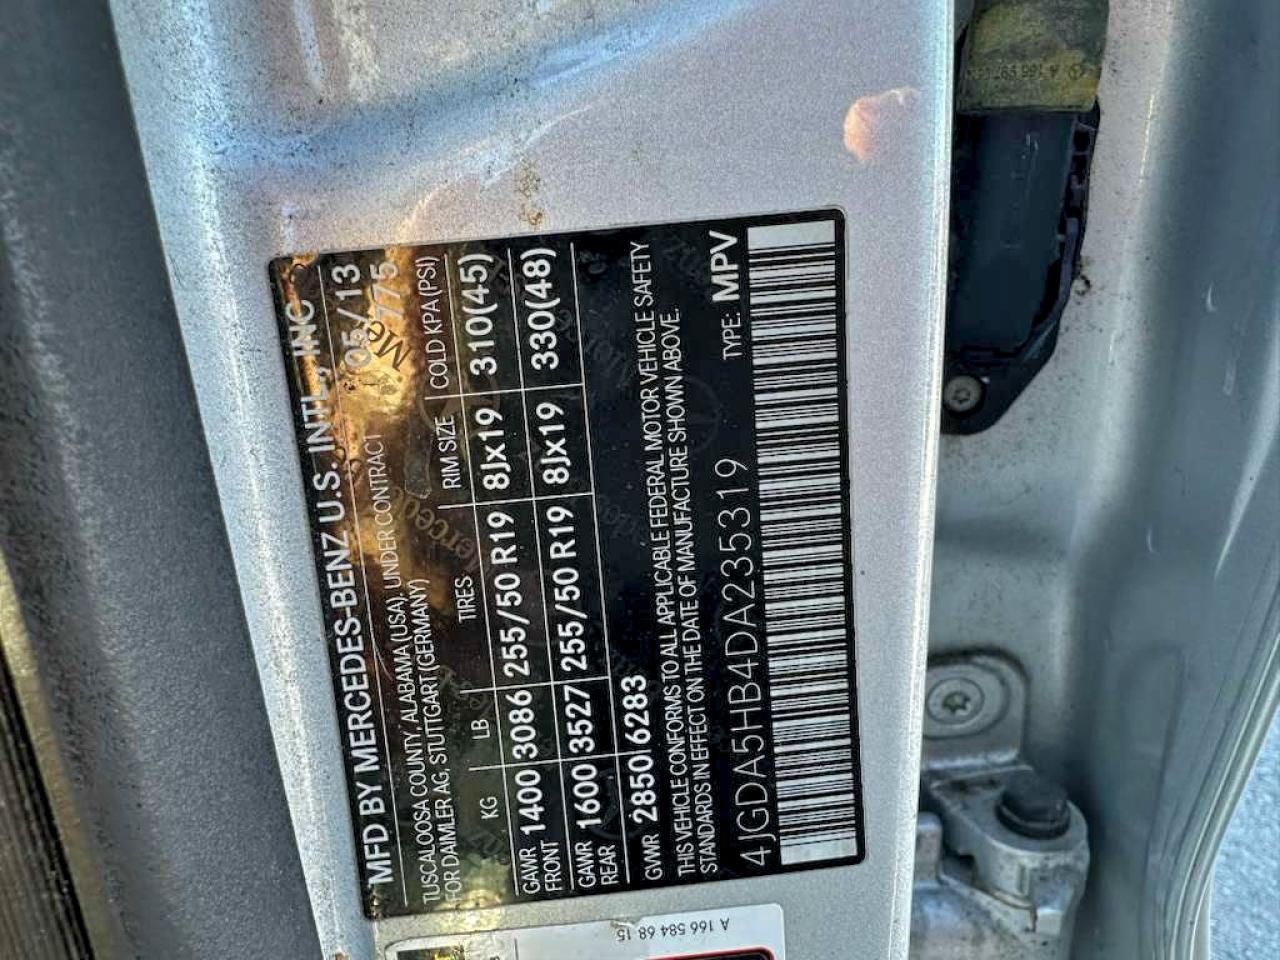 MFD BY MERCEDES-BENZ U.S. INTL., INC
TUSCALOOSA COUNTY, ALABAMA (USA), UNDER CONTRACT 05/13
FOR DAIMLER AG, STUTTGART (GERMANY) 775
KG LB TIRES RIM SIZE COLD KPA (PSI)
GAWR FRONT 1400 3086 255/50 R19 8Jx19 310(45)
GAWR REAR 1600 3527 255/50 R19 8Jx19 330(48)
GVWR 2850 6283
THIS VEHICLE CONFORMS TO ALL APPLICABLE FEDERAL MOTOR VEHICLE SAFETY
STANDARDS IN EFFECT ON THE DATE OF MANUFACTURE SHOWN ABOVE.
4JGDA5HB4DA235319 TYPE: MPV
A 166 584 68 15